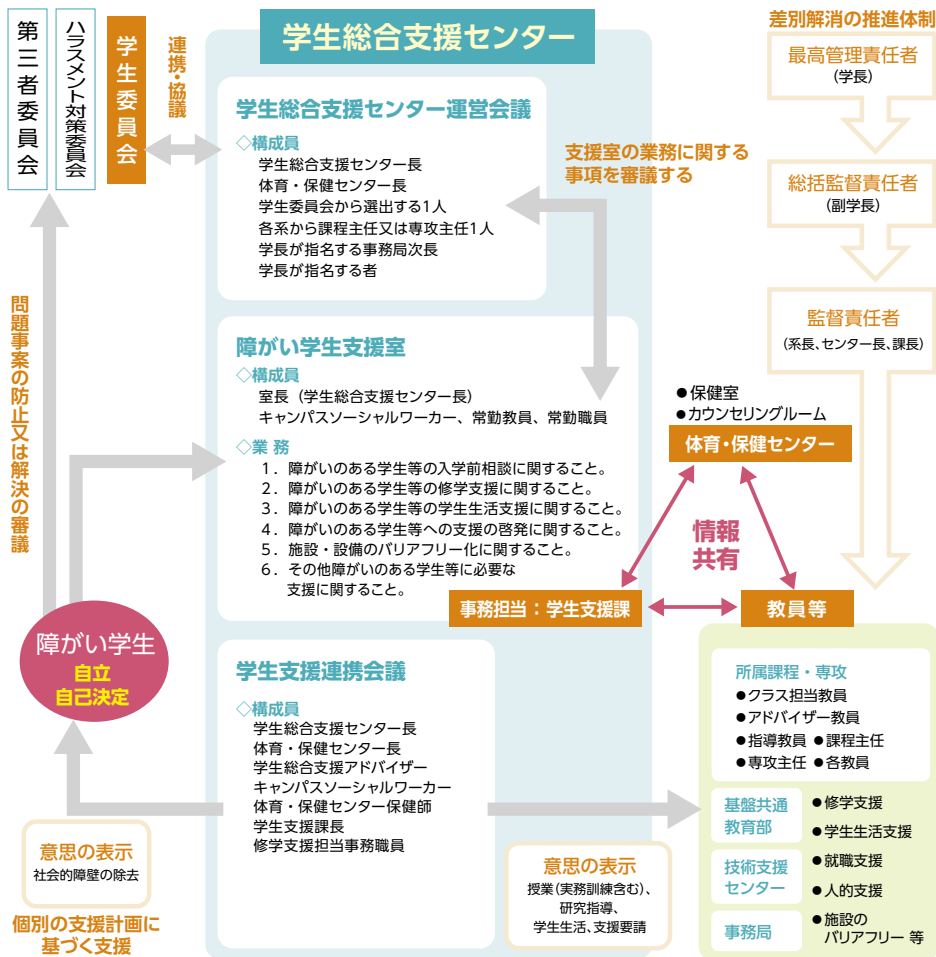 第三者委員会
ハラスメント対策委員会
学生委員会
連携・協議
問題事案の防止又は解決の審議
障がい学生
自立
自己決定
意思の表示
社会的障壁の除去
個別の支援計画に
基づく支援
学生総合支援センター
学生総合支援センター運営会議
◇構成員
学生総合支援センター長
体育・保健センター長
学生委員会から選出する1人
各系から課程主任又は専攻主任1人
学長が指名する事務局次長
学長が指名する者
支援室の業務に関する
事項を審議する
障がい学生支援室
◇構成員
室長（学生総合支援センター長）
キャンパスソーシャルワーカー、常勤教員、常勤職員
◇業 務
1．障がいのある学生等の入学前相談に関すること。
2．障がいのある学生等の修学支援に関すること。
3．障がいのある学生等の学生生活支援に関すること。
4．障がいのある学生等への支援の啓発に関すること。
5．施設・設備のバリアフリー化に関すること。
6．その他障がいのある学生等に必要な
支援に関すること。
事務担当：学生支援課
学生支援連携会議
◇構成員
学生総合支援センター長
体育・保健センター長
学生総合支援アドバイザー
キャンパスソーシャルワーカー
体育・保健センター保健師
学生支援課長
修学支援担当事務職員
意思の表示
授業（実務訓練含む）、
研究指導、
学生生活、支援要請
差別解消の推進体制
最高管理責任者
（学長）
総括監督責任者
（副学長）
監督責任者
（系長、センター長、課長）
●保健室
●カウンセリングルーム
体育・保健センター
情報
共有
教員等
所属課程・専攻
●クラス担当教員
●アドバイザー教員
●指導教員 ●課程主任
●専攻主任 ●各教員
基盤共通
教育部
技術支援
センター
事務局
●修学支援
●学生生活支援
●就職支援
●人的支援
●施設の
バリアフリー 等